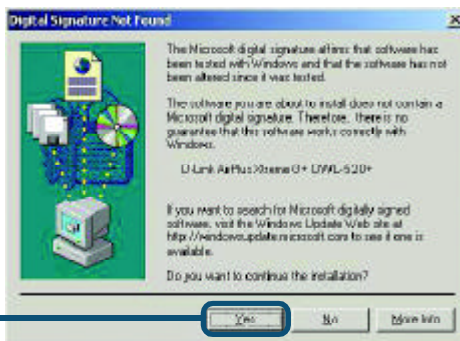 Digital Signature Not Found
The Microsoft digital signature affirms that software has
been tested with Windows and that the software has not
been altered since it was tested.
The software you are about to install does not contain a
Microsoft digital signature. Therefore, there is no
guarantee that this software works correctly with
Windows.
D-Link AirPlus Xtreme G+ DWL-520+
If you want to search for Microsoft digitally signed
software, visit the Windows Update Web site at
http://windowsupdate.microsoft.com to see if one is
available.
Do you want to continue the installation?
Yes No More Info